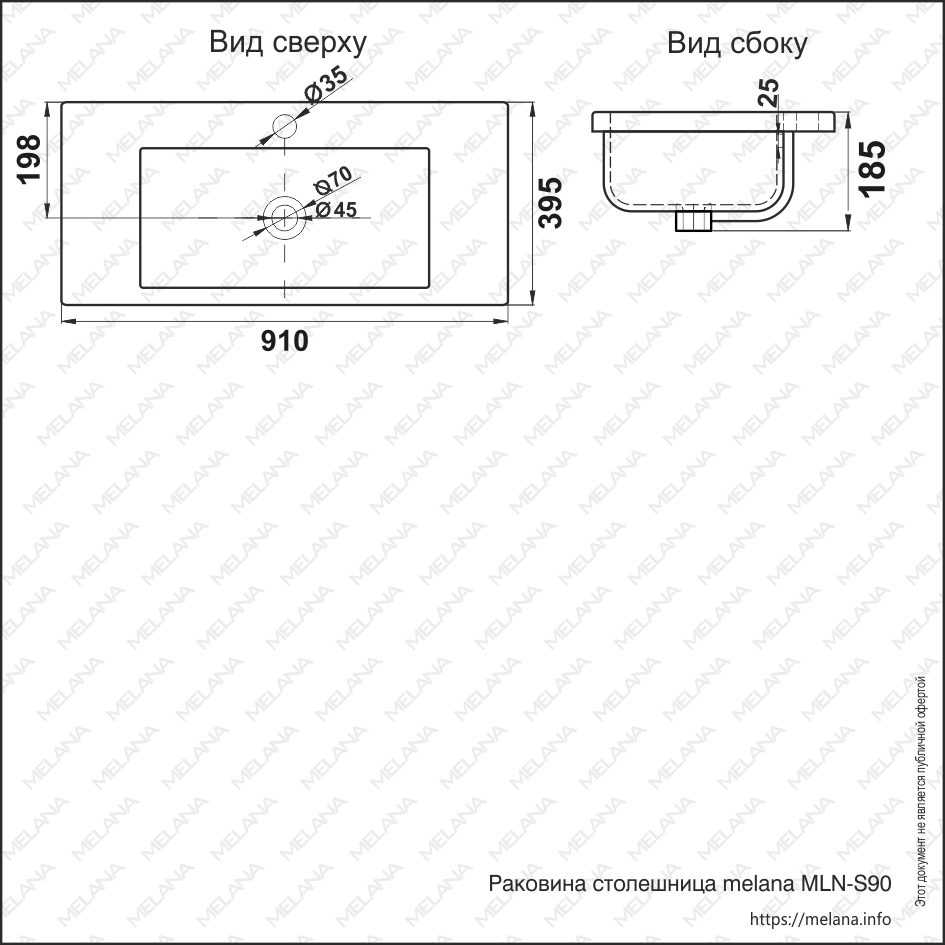 Вид сверху
Вид сбоку
Ø35
25
198
Ø70
Ø45
395
185
910
Этот документ не является публичной офертой
Раковина столешница melana MLN-S90
https://melana.info
MELANA